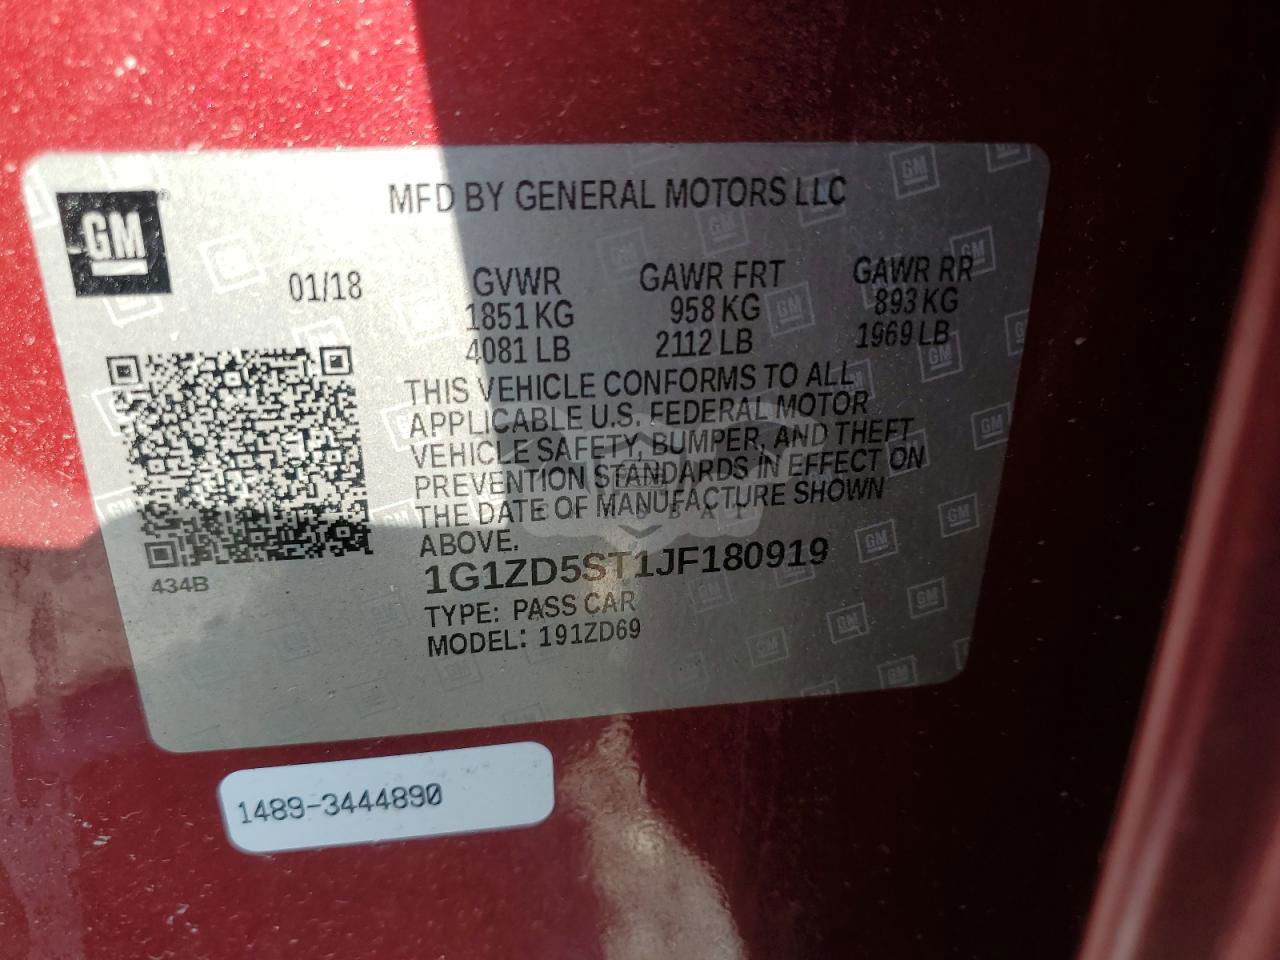 MFD BY GENERAL MOTORS LLC
GM
01/18 GVWR GAWR FRT GAWR RR
1851 KG 958 KG 893 KG
4081 LB 2112 LB 1969 LB
THIS VEHICLE CONFORMS TO ALL
APPLICABLE U.S. FEDERAL MOTOR
VEHICLE SAFETY, BUMPER, AND THEFT
PREVENTION STANDARDS IN EFFECT ON
THE DATE OF MANUFACTURE SHOWN
ABOVE.
434B
1G1ZD5ST1JF180919
TYPE: PASS CAR
MODEL: 191ZD69
1489-3444890